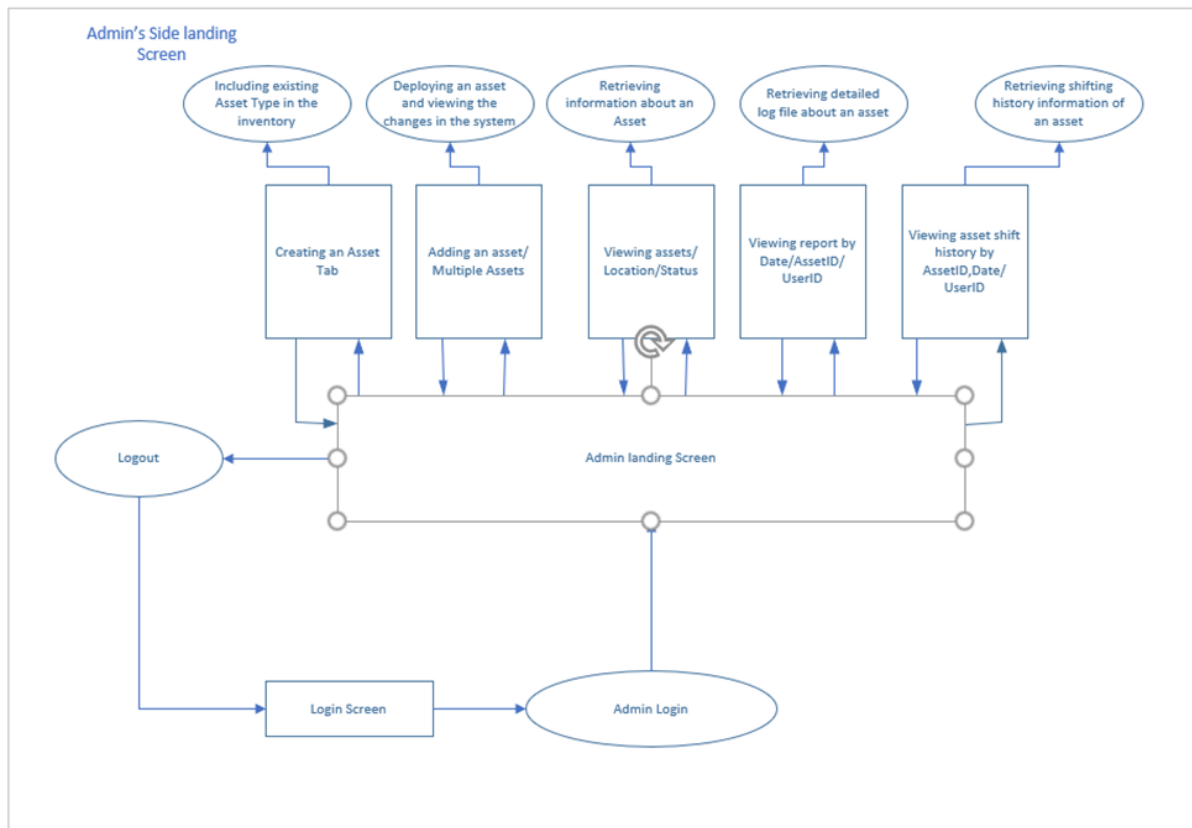 Admin's Side landing
Screen
Including existing
Asset Type in the
inventory
Deploying an asset
and viewing the
changes in the system
Retrieving
information about an
Asset
Retrieving detailed
log file about an asset
Retrieving shifting
history information of
an asset
Creating an Asset
Tab
Adding an asset/
Multiple Assets
Viewing assets/
Location/Status
Viewing report by
Date/AssetID/
UserID
Viewing asset shift
history by
AssetID,Date/
UserID
Logout
Admin landing Screen
Login Screen
Admin Login